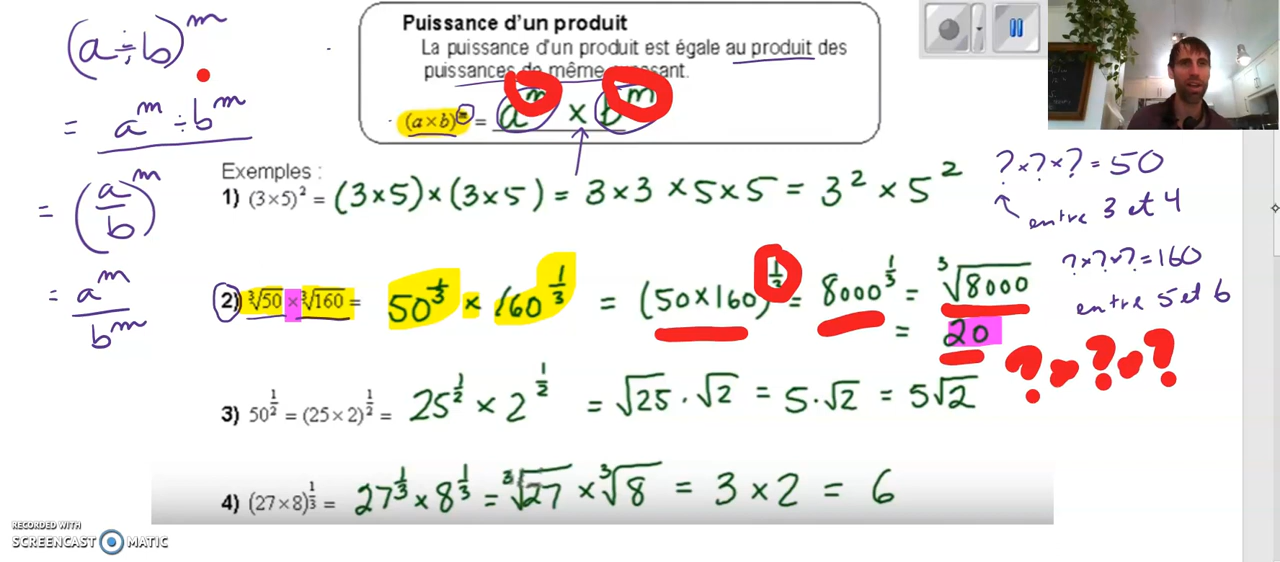 (a ÷ b)^m
= a^m ÷ b^m
= (a/b)^m
= a^m/b^m
Puissance d'un produit
La puissance d'un produit est égale au produit des
puissances de même exposant.
(a × b)^m = a^m × b^m
Exemples :
1) (3 × 5)² = (3×5)×(3×5) = 3×3×5×5 = 3² × 5²
2) ∛50 × ∛160 = 50^(1/3) × 160^(1/3) = (50×160)^(1/3) = 8000^(1/3) = ∛8000
= 20
3) 50^(1/2) = (25 × 2)^(1/2) = 25^(1/2) × 2^(1/2) = √25 · √2 = 5 · √2 = 5√2
4) (27 × 8)^(1/3) = 27^(1/3) × 8^(1/3) = ∛27 × ∛8 = 3 × 2 = 6
? × ? × ? = 50
entre 3 et 4
? × ? × ? = 160
entre 5 et 6
? × ? × ?
RECORDED WITH
SCREENCAST MATIC